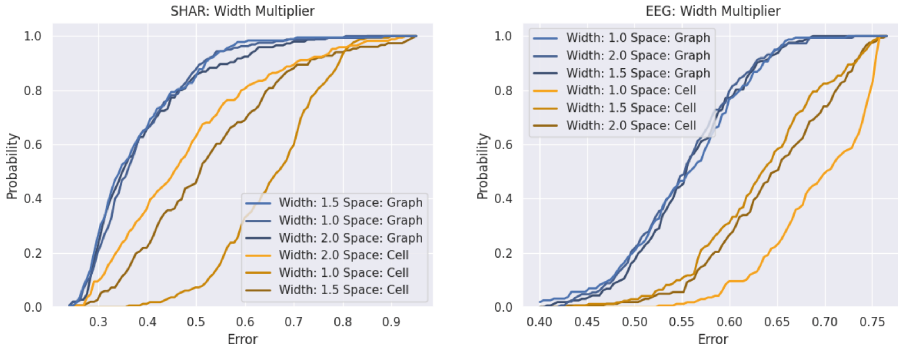 SHAR: Width Multiplier
1.0
0.8
0.6
0.4
0.2
0.0
Probability
Width: 1.5 Space: Graph
Width: 1.0 Space: Graph
Width: 2.0 Space: Graph
Width: 2.0 Space: Cell
Width: 1.0 Space: Cell
Width: 1.5 Space: Cell
0.3 0.4 0.5 0.6 0.7 0.8 0.9
Error
EEG: Width Multiplier
1.0
0.8
0.6
0.4
0.2
0.0
Probability
Width: 1.0 Space: Graph
Width: 2.0 Space: Graph
Width: 1.5 Space: Graph
Width: 1.0 Space: Cell
Width: 1.5 Space: Cell
Width: 2.0 Space: Cell
0.40 0.45 0.50 0.55 0.60 0.65 0.70 0.75
Error